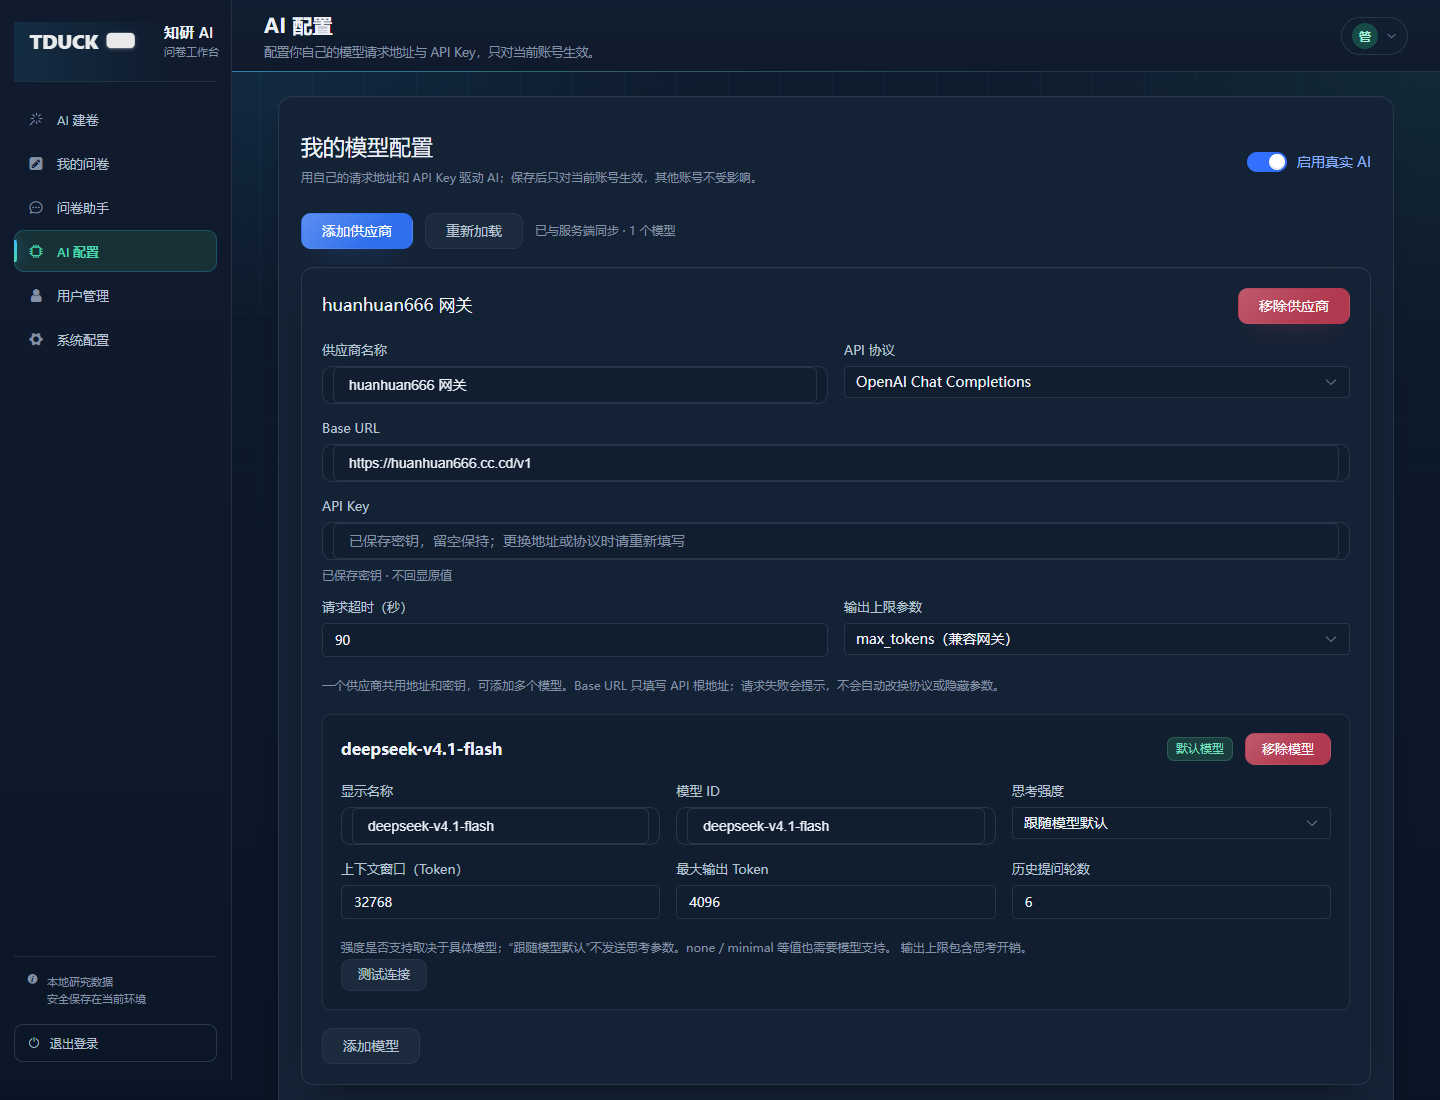 TDUCK
知研 AI
问卷工作台
AI 建卷
我的问卷
问卷助手
AI 配置
用户管理
系统配置
本地研究数据
安全保存在当前环境
退出登录
AI 配置
配置你自己的模型请求地址与 API Key，只对当前账号生效。
管
我的模型配置
用自己的请求地址和 API Key 驱动 AI；保存后只对当前账号生效，其他账号不受影响。
启用真实 AI
添加供应商
重新加载
已与服务端同步 · 1 个模型
huanhuan666 网关
移除供应商
供应商名称
API 协议
huanhuan666 网关
OpenAI Chat Completions
Base URL
https://huanhuan666.cc.cd/v1
API Key
已保存密钥，留空保持；更换地址或协议时请重新填写
已保存密钥 · 不回显原值
请求超时（秒）
输出上限参数
90
max_tokens（兼容网关）
一个供应商共用地址和密钥，可添加多个模型。Base URL 只填写 API 根地址；请求失败会提示，不会自动改换协议或隐藏参数。
deepseek-v4.1-flash
默认模型
移除模型
显示名称
模型 ID
思考强度
deepseek-v4.1-flash
deepseek-v4.1-flash
跟随模型默认
上下文窗口（Token）
最大输出 Token
历史提问轮数
32768
4096
6
强度是否支持取决于具体模型；“跟随模型默认”不发送思考参数。none / minimal 等值也需要模型支持。 输出上限包含思考开销。
测试连接
添加模型